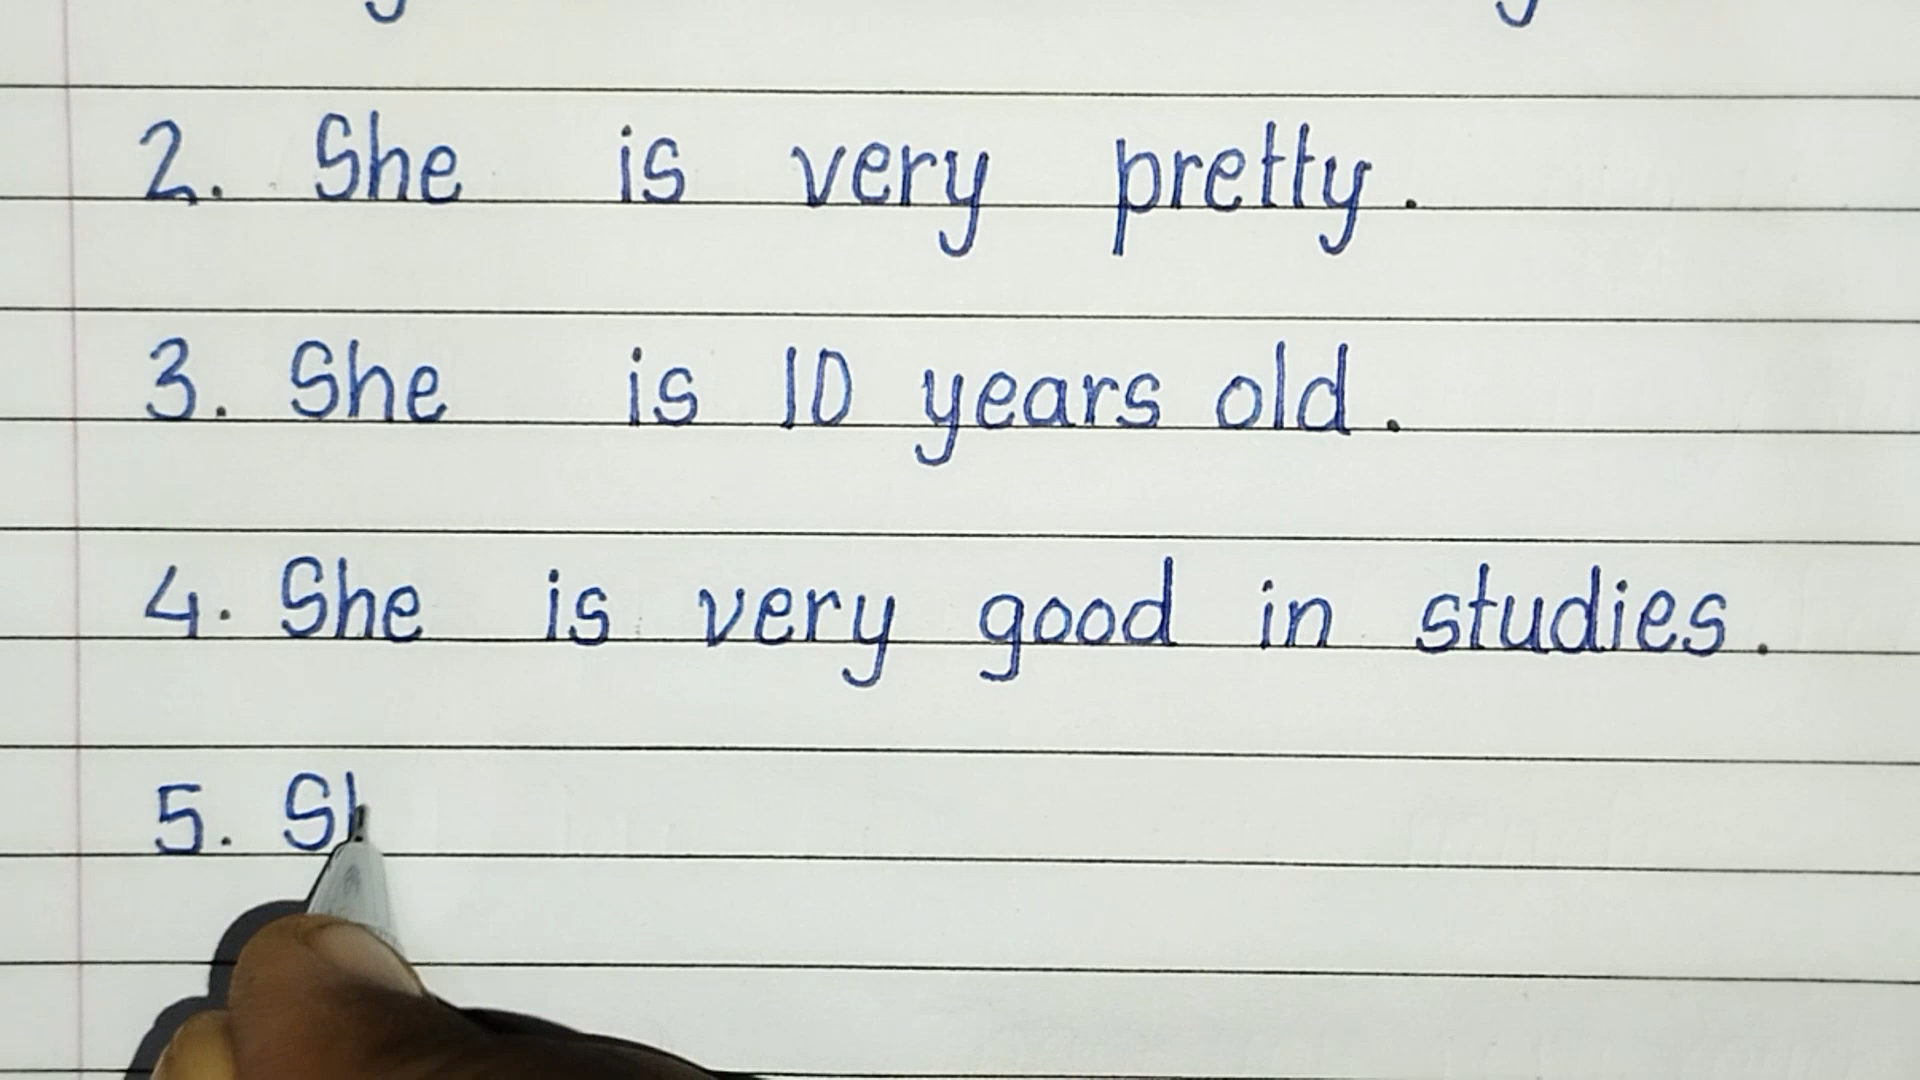 2. She is very pretty.
3. She is 10 years old.
4. She is very good in studies.
5. Sh